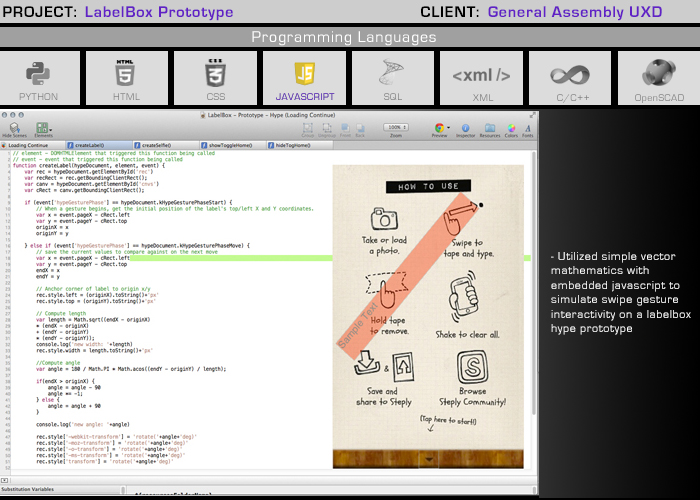 PROJECT: LabelBox Prototype
CLIENT: General Assembly UXD
Programming Languages
HTML
CSS
JS
<xml />
PYTHON
HTML
CSS
JAVASCRIPT
SQL
XML
C/C++
OpenSCAD
LabelBox - Prototype - Hype (Loading Continue)
Hide Scenes
Elements
Group
Ungroup
Front
Back
100%
Zoom
Preview
Inspector
Resources
Colors
Fonts
Loading Continue
createLabel()
createSelfie()
showToggleHome()
hideTogHome()
// element - DOMHTMLElement that triggered this function being called
// event - event that triggered this function being called
function createLabel(hypeDocument, element, event) {
var rec = hypeDocument.getElementById('rec')
var recRect = rec.getBoundingClientRect();
var canv = hypeDocument.getElementById('cnvs')
var cRect = canv.getBoundingClientRect();
if (event['hypeGesturePhase'] == hypeDocument.kHypeGesturePhaseStart) {
// When a gesture begins, get the initial position of the label's top/left X and Y coordinates.
var x = event.pageX - cRect.left
var y = event.pageY - cRect.top
originX = x
originY = y
} else if (event['hypeGesturePhase'] == hypeDocument.kHypeGesturePhaseMove) {
// save the current values to compare against on the next move
var x = event.pageX - cRect.left
var y = event.pageY - cRect.top
endX = x
endY = y
// Anchor corner of label to origin x/y
rec.style.left = (originX).toString()+'px'
rec.style.top = (originY).toString()+'px'
// Compute length
var length = Math.sqrt((endX - originX)
* (endX - originX)
+ (endY - originY)
* (endY - originY));
console.log('new width: '+length)
rec.style.width = length.toString()+'px'
//Compute angle
var angle = 180 / Math.PI * Math.acos((endY - originY) / length);
if(endX > originX) {
angle = angle - 90
angle *= -1;
} else {
angle = angle + 90
}
console.log('new angle: '+angle)
rec.style['-webkit-transform'] = 'rotate('+angle+'deg)'
rec.style['-moz-transform'] = 'rotate('+angle+'deg)'
rec.style['-o-transform'] = 'rotate('+angle+'deg)'
rec.style['-ms-transform'] = 'rotate('+angle+'deg)'
rec.style['transform'] = 'rotate('+angle+'deg)'
Substitution Variables
HOW TO USE
Take or load
a photo.
Swipe to
tape and type.
Sample Text
Hold tape
to remove.
Shake to clear all.
&
S
Save and
share to Steply
Browse
Steply Community!
(Tap here to start!)
- Utilized simple vector
mathematics with
embedded javascript to
simulate swipe gesture
interactivity on a labelbox
hype prototype